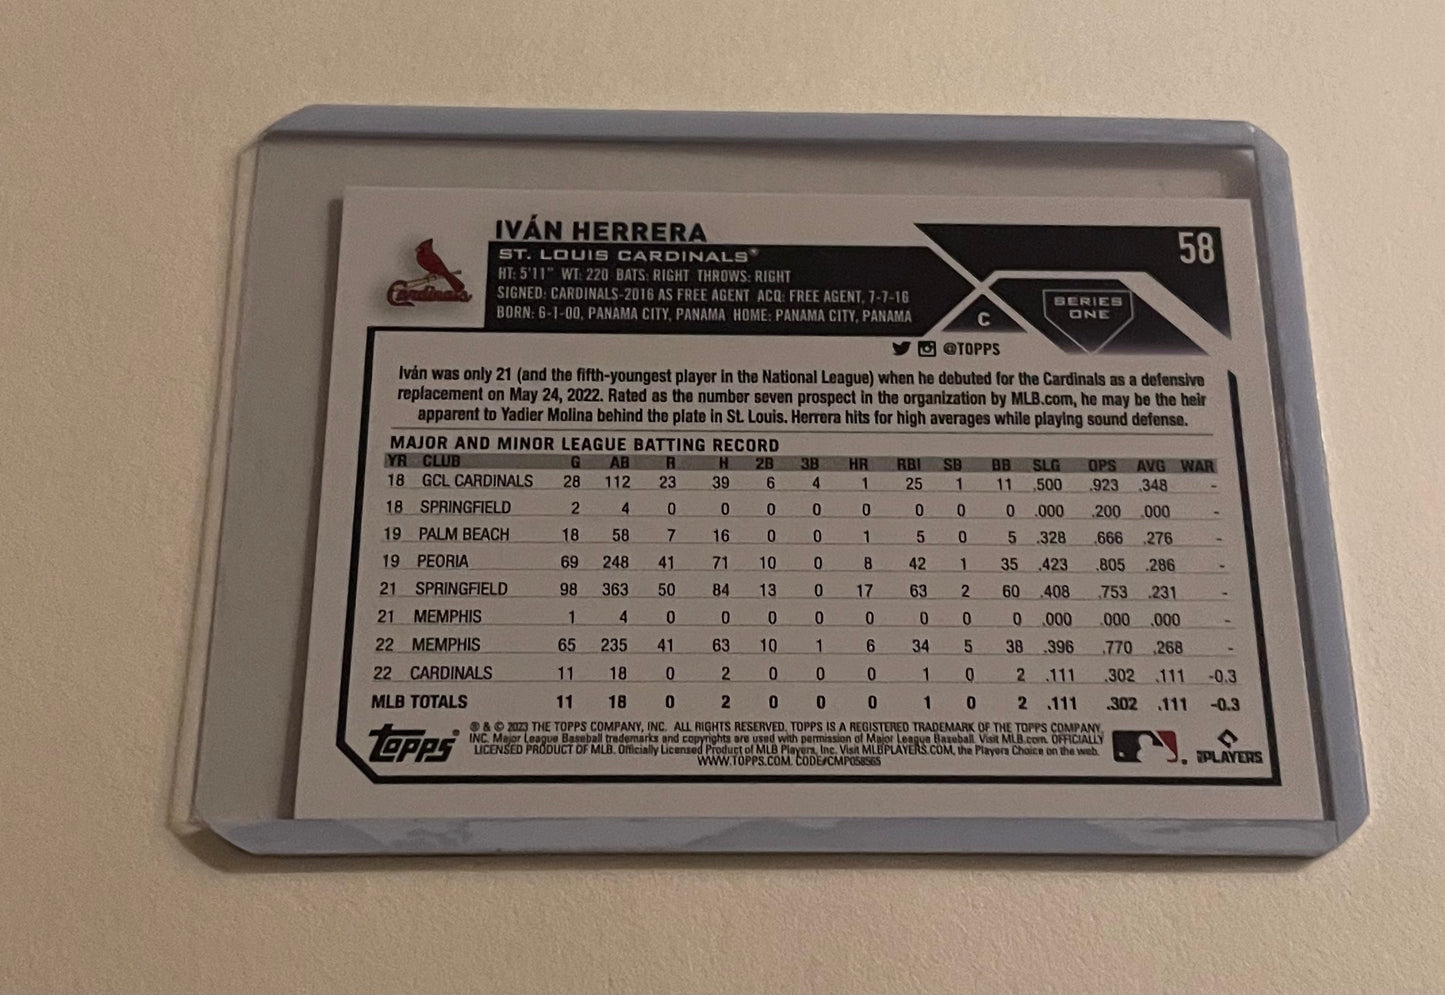 IVÁN HERRERA
58
ST. LOUIS CARDINALS®
HT: 5'11" WT: 220 BATS: RIGHT THROWS: RIGHT
SIGNED: CARDINALS-2016 AS FREE AGENT ACQ: FREE AGENT, 7-7-16
BORN: 6-1-00, PANAMA CITY, PANAMA HOME: PANAMA CITY, PANAMA
Cardinals
C
SERIES
ONE
@TOPPS
Iván was only 21 (and the fifth-youngest player in the National League) when he debuted for the Cardinals as a defensive
replacement on May 24, 2022. Rated as the number seven prospect in the organization by MLB.com, he may be the heir
apparent to Yadier Molina behind the plate in St. Louis. Herrera hits for high averages while playing sound defense.
MAJOR AND MINOR LEAGUE BATTING RECORD
YR CLUB G AB R H 2B 3B HR RBI SB BB SLG OPS AVG WAR
18 GCL CARDINALS 28 112 23 39 6 4 1 25 1 11 .500 .923 .348 -
18 SPRINGFIELD 2 4 0 0 0 0 0 0 0 0 .000 .200 .000 -
19 PALM BEACH 18 58 7 16 0 0 1 5 0 5 .328 .666 .276 -
19 PEORIA 69 248 41 71 10 0 8 42 1 35 .423 .805 .286 -
21 SPRINGFIELD 98 363 50 84 13 0 17 63 2 60 .408 .753 .231 -
21 MEMPHIS 1 4 0 0 0 0 0 0 0 0 .000 .000 .000 -
22 MEMPHIS 65 235 41 63 10 1 6 34 5 38 .396 .770 .268 -
22 CARDINALS 11 18 0 2 0 0 0 1 0 2 .111 .302 .111 -0.3
MLB TOTALS 11 18 0 2 0 0 0 1 0 2 .111 .302 .111 -0.3
Topps®
® & © 2023 THE TOPPS COMPANY, INC. ALL RIGHTS RESERVED. TOPPS IS A REGISTERED TRADEMARK OF THE TOPPS COMPANY,
INC. Major League Baseball trademarks and copyrights are used with permission of Major League Baseball. Visit MLB.com. OFFICIALLY
LICENSED PRODUCT OF MLB. Officially Licensed Product of MLB Players, Inc. Visit MLBPLAYERS.COM, the Players Choice on the web.
WWW.TOPPS.COM. CODE#CMP058565
PLAYERS